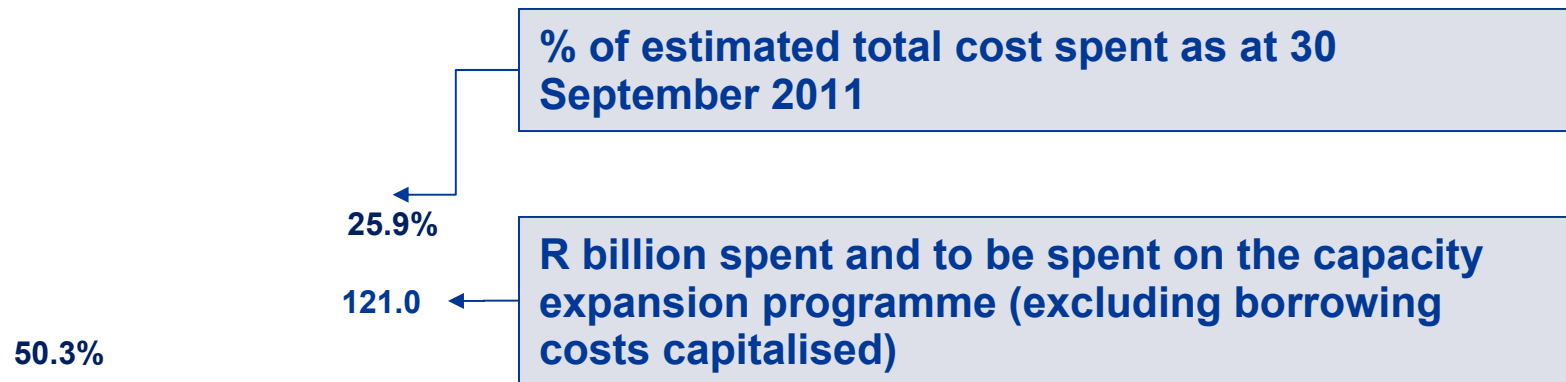 % of estimated total cost spent as at 30
September 2011
25.9%
R billion spent and to be spent on the capacity
expansion programme (excluding borrowing
costs capitalised)
121.0
50.3%